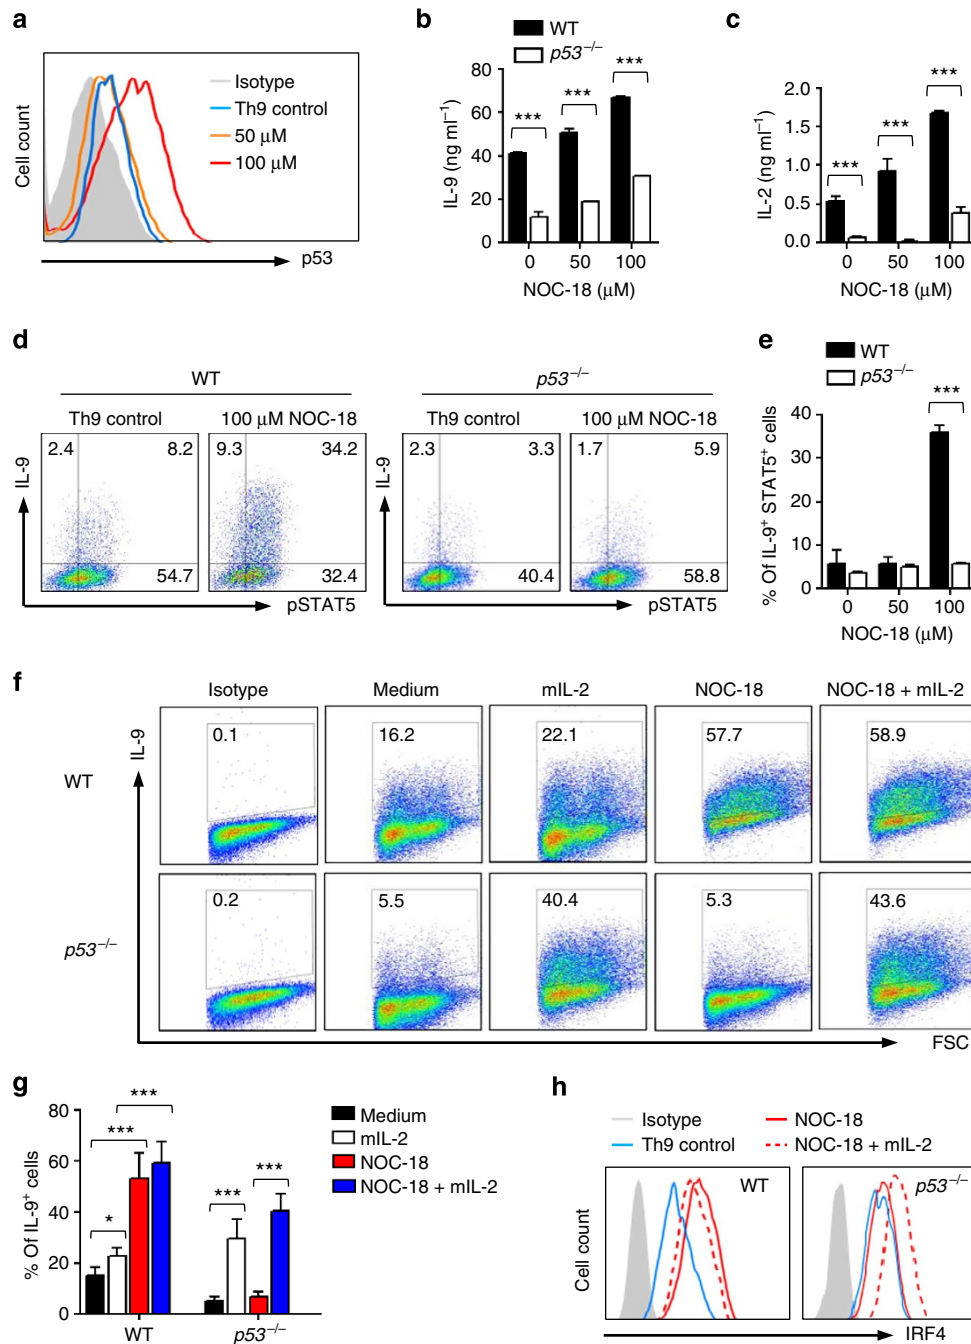 a
Isotype
Th9 control
50 µM
100 µM
Cell count
p53
b
WT
p53–/–
80
60
40
20
0
IL-9 (ng ml–1)
***
***
***
0 50 100
NOC-18 (µM)
c
2.0
1.5
1.0
0.5
0.0
IL-2 (ng ml–1)
***
***
***
0 50 100
NOC-18 (µM)
d
WT
p53–/–
Th9 control
100 µM NOC-18
Th9 control
100 µM NOC-18
IL-9
2.4 8.2
54.7
9.3 34.2
32.4
pSTAT5
IL-9
2.3 3.3
40.4
1.7 5.9
58.8
pSTAT5
e
WT
p53–/–
40
30
20
10
0
% Of IL-9+ STAT5+ cells
***
0 50 100
NOC-18 (µM)
f
Isotype Medium mIL-2 NOC-18 NOC-18 + mIL-2
IL-9
WT
0.1 16.2 22.1 57.7 58.9
p53–/–
0.2 5.5 40.4 5.3 43.6
FSC
g
80
60
40
20
0
% Of IL-9+ cells
***
***
*
***
***
WT p53–/–
Medium
mIL-2
NOC-18
NOC-18 + mIL-2
h
Isotype
Th9 control
NOC-18
NOC-18 + mIL-2
Cell count
WT
p53–/–
IRF4